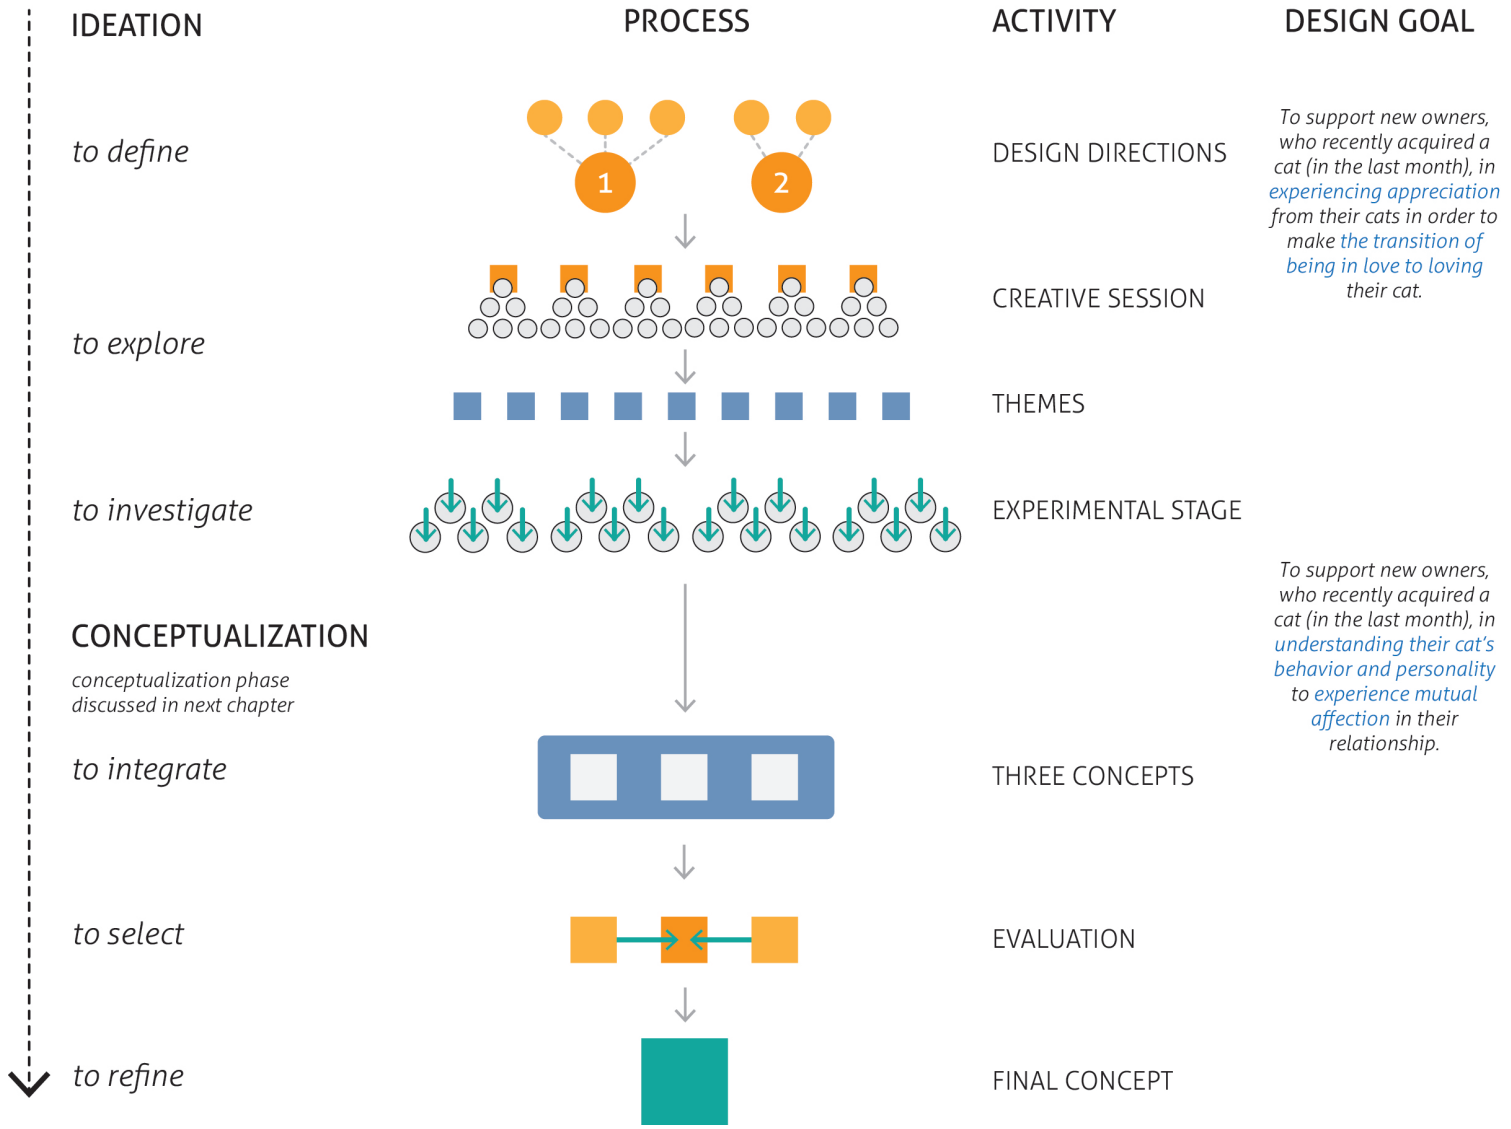 IDEATION
PROCESS
ACTIVITY
DESIGN GOAL
to define
1
2
DESIGN DIRECTIONS
To support new owners,
who recently acquired a
cat (in the last month), in
experiencing appreciation
from their cats in order to
make the transition of
being in love to loving
their cat.
to explore
CREATIVE SESSION
THEMES
to investigate
EXPERIMENTAL STAGE
To support new owners,
who recently acquired a
cat (in the last month), in
understanding their cat's
behavior and personality
to experience mutual
affection in their
relationship.
CONCEPTUALIZATION
conceptualization phase
discussed in next chapter
to integrate
THREE CONCEPTS
to select
EVALUATION
to refine
FINAL CONCEPT